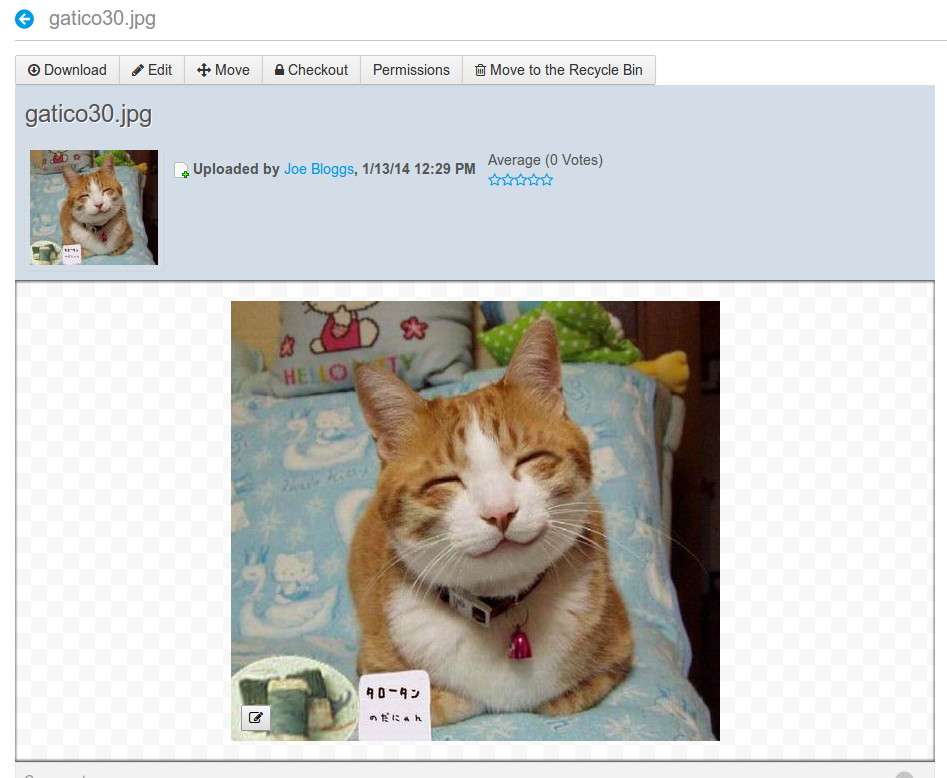 gatico30.jpg
Download Edit Move Checkout Permissions Move to the Recycle Bin
gatico30.jpg
Uploaded by Joe Bloggs, 1/13/14 12:29 PM
Average (0 Votes)
HELLO KITTY
タロータン
のだにゃん